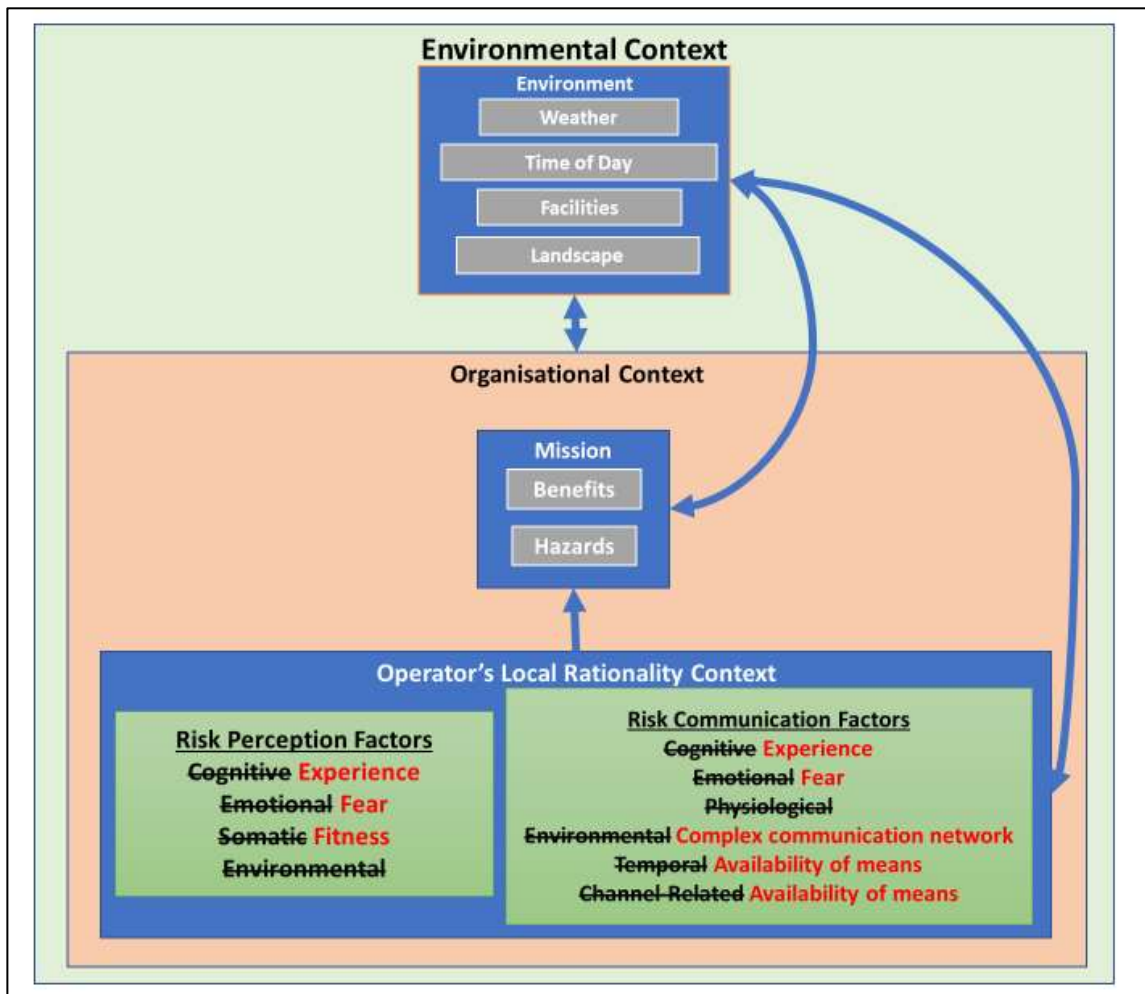 Environmental Context
Environment
Weather
Time of Day
Facilities
Landscape
Organisational Context
Mission
Benefits
Hazards
Operator's Local Rationality Context
Risk Perception Factors
Cognitive Experience
Emotional Fear
Somatic Fitness
Environmental
Risk Communication Factors
Cognitive Experience
Emotional Fear
Physiological
Environmental Complex communication network
Temporal Availability of means
Channel-Related Availability of means